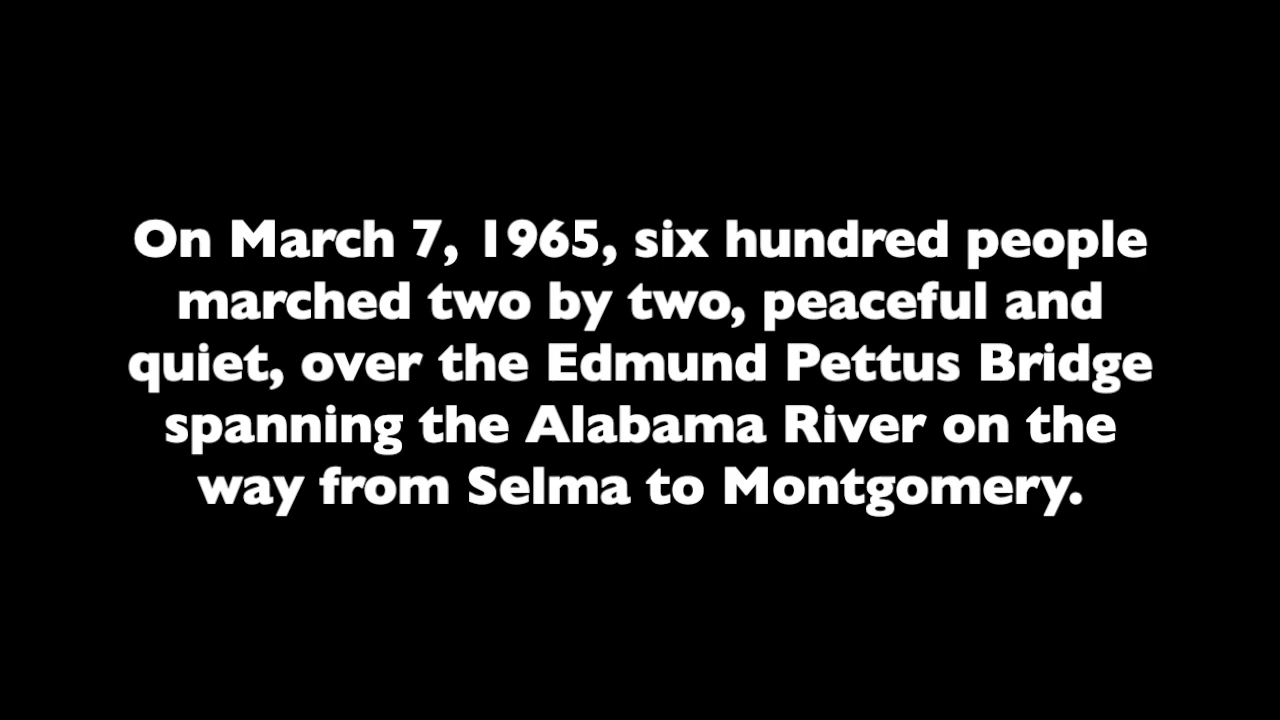 On March 7, 1965, six hundred people
marched two by two, peaceful and
quiet, over the Edmund Pettus Bridge
spanning the Alabama River on the
way from Selma to Montgomery.